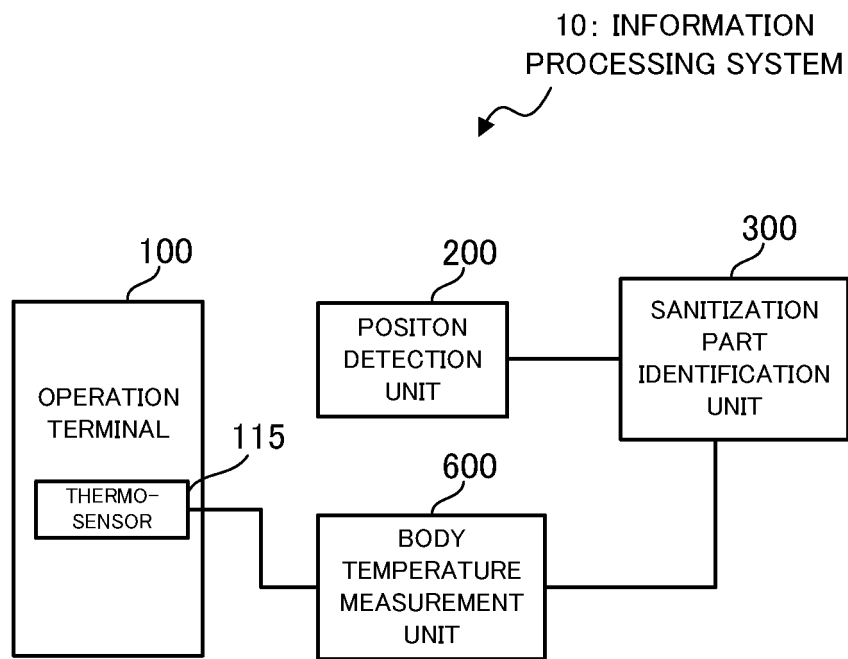 10: INFORMATION
PROCESSING SYSTEM
100
200
300
OPERATION
TERMINAL
115
THERMO-
SENSOR
POSITON
DETECTION
UNIT
SANITIZATION
PART
IDENTIFICATION
UNIT
600
BODY
TEMPERATURE
MEASUREMENT
UNIT